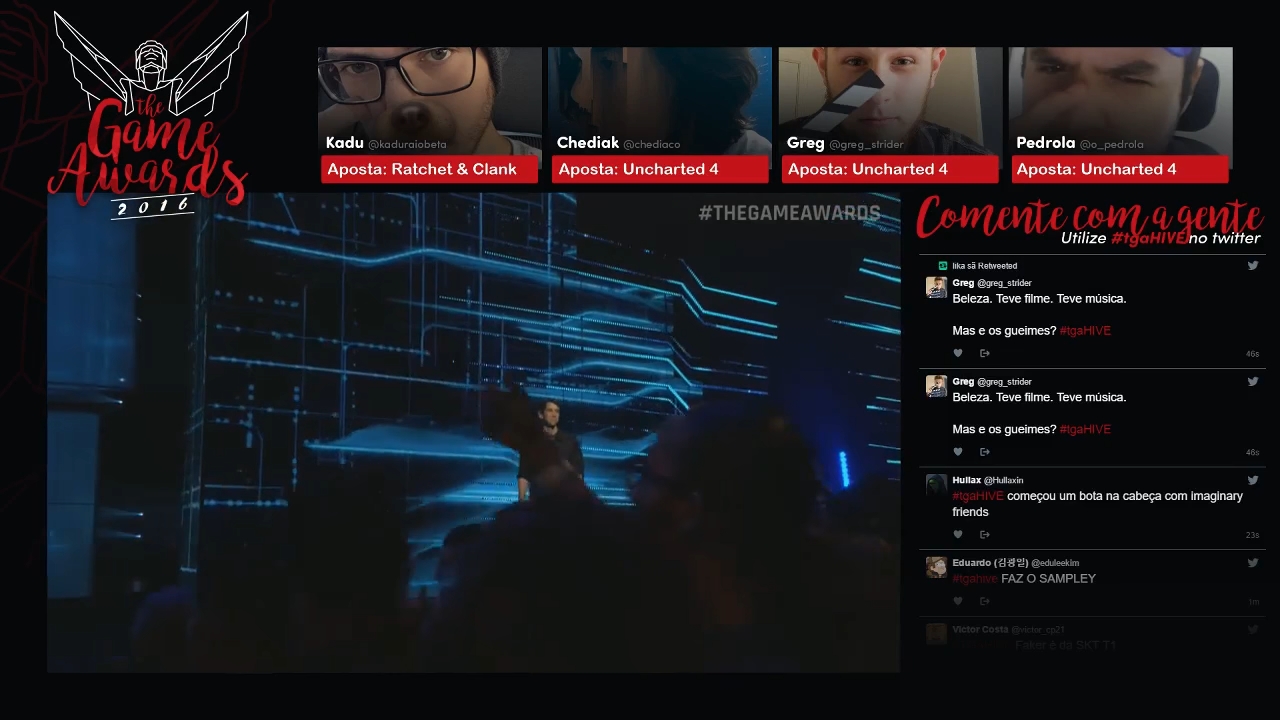 the
Game
Awards
2016
Kadu @kaduraiobeta
Aposta: Ratchet & Clank
Chediak @chediaco
Aposta: Uncharted 4
Greg @greg_strider
Aposta: Uncharted 4
Pedrola @o_pedrola
Aposta: Uncharted 4
#THEGAMEAWARDS
Comente com a gente
Utilize #tgaHIVE no twitter
lika sã Retweeted
Greg @greg_strider
Beleza. Teve filme. Teve música.
Mas e os gueimes? #tgaHIVE
46s
Greg @greg_strider
Beleza. Teve filme. Teve música.
Mas e os gueimes? #tgaHIVE
46s
Hullax @Hullaxin
#tgaHIVE começou um bota na cabeça com imaginary
friends
23s
Eduardo (김광일) @eduleekim
#tgahive FAZ O SAMPLEY
1m
Victor Costa @victor_cp21
Faker é da SKT T1